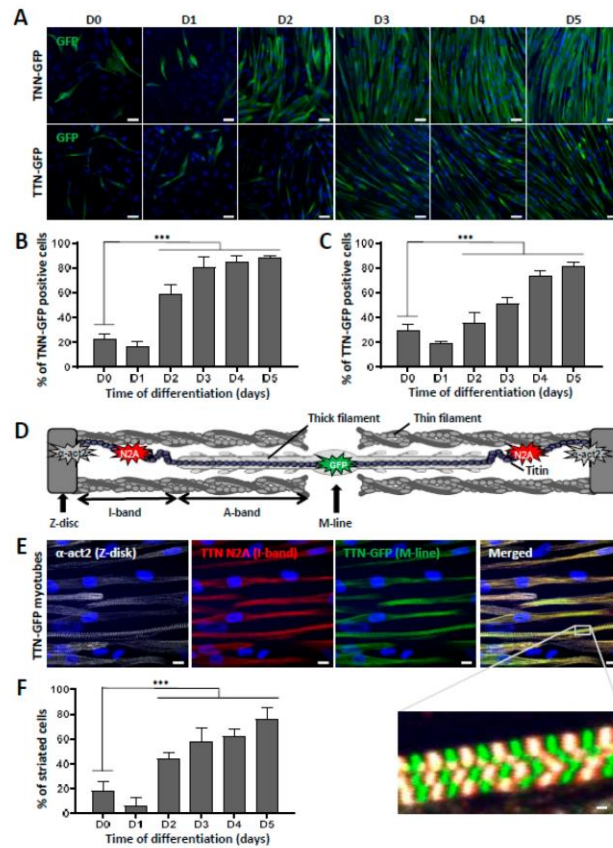 A
D0 D1 D2 D3 D4 D5
GFP
TNN-GFP
GFP
TTN-GFP
B
***
% of TNN-GFP positive cells
100
80
60
40
20
0
D0 D1 D2 D3 D4 D5
Time of differentiation (days)
C
***
% of TTN-GFP positive cells
100
80
60
40
20
0
D0 D1 D2 D3 D4 D5
Time of differentiation (days)
D
Thick filament
Thin filament
α-act2
N2A
GFP
N2A
α-act2
Titin
I-band
A-band
Z-disc
M-line
E
TTN-GFP myotubes
α-act2 (Z-disk)
TTN N2A (I-band)
TTN-GFP (M-line)
Merged
F
***
% of striated cells
100
80
60
40
20
0
D0 D1 D2 D3 D4 D5
Time of differentiation (days)